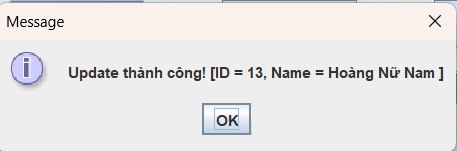 Message
Update thành công! [ID = 13, Name = Hoàng Nữ Nam ]
OK